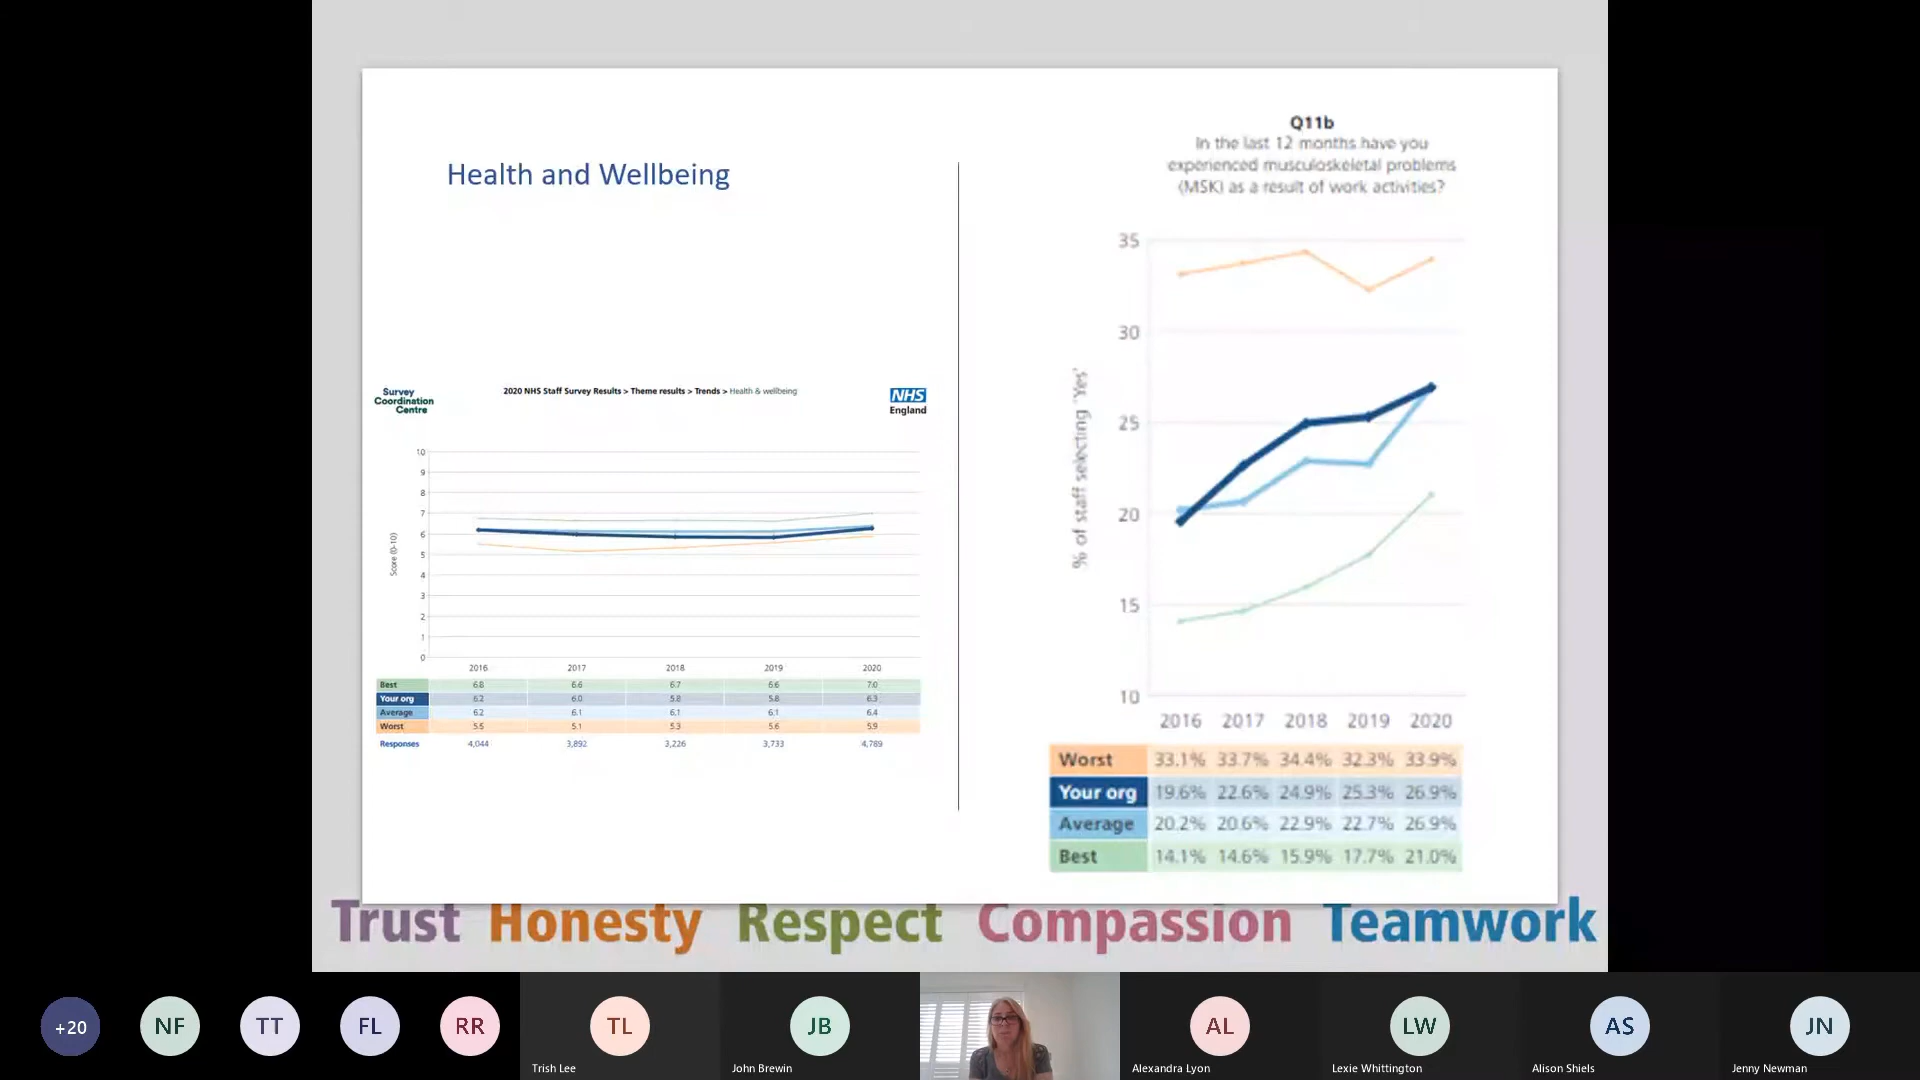 Health and Wellbeing
Survey
Coordination
Centre
2020 NHS Staff Survey Results > Theme results > Trends > Health & wellbeing
NHS
England
10
9
8
7
6
5
4
3
2
1
0
Score (0-10)
2016 2017 2018 2019 2020
Best 6.8 6.6 6.7 6.6 7.0
Your org 6.2 6.0 5.8 5.8 6.3
Average 6.2 6.1 6.1 6.1 6.4
Worst 5.5 5.1 5.3 5.6 5.9
Responses 4,044 3,892 3,226 3,733 4,789
Q11b
In the last 12 months have you
experienced musculoskeletal problems
(MSK) as a result of work activities?
35
30
25
20
15
10
% of staff selecting 'Yes'
2016 2017 2018 2019 2020
Worst 33.1% 33.7% 34.4% 32.3% 33.9%
Your org 19.6% 22.6% 24.9% 25.3% 26.9%
Average 20.2% 20.6% 22.9% 22.7% 26.9%
Best 14.1% 14.6% 15.9% 17.7% 21.0%
Trust Honesty Respect Compassion Teamwork
+20 NF TT FL RR TL JB AL LW AS JN
Trish Lee John Brewin Alexandra Lyon Lexie Whittington Alison Shiels Jenny Newman